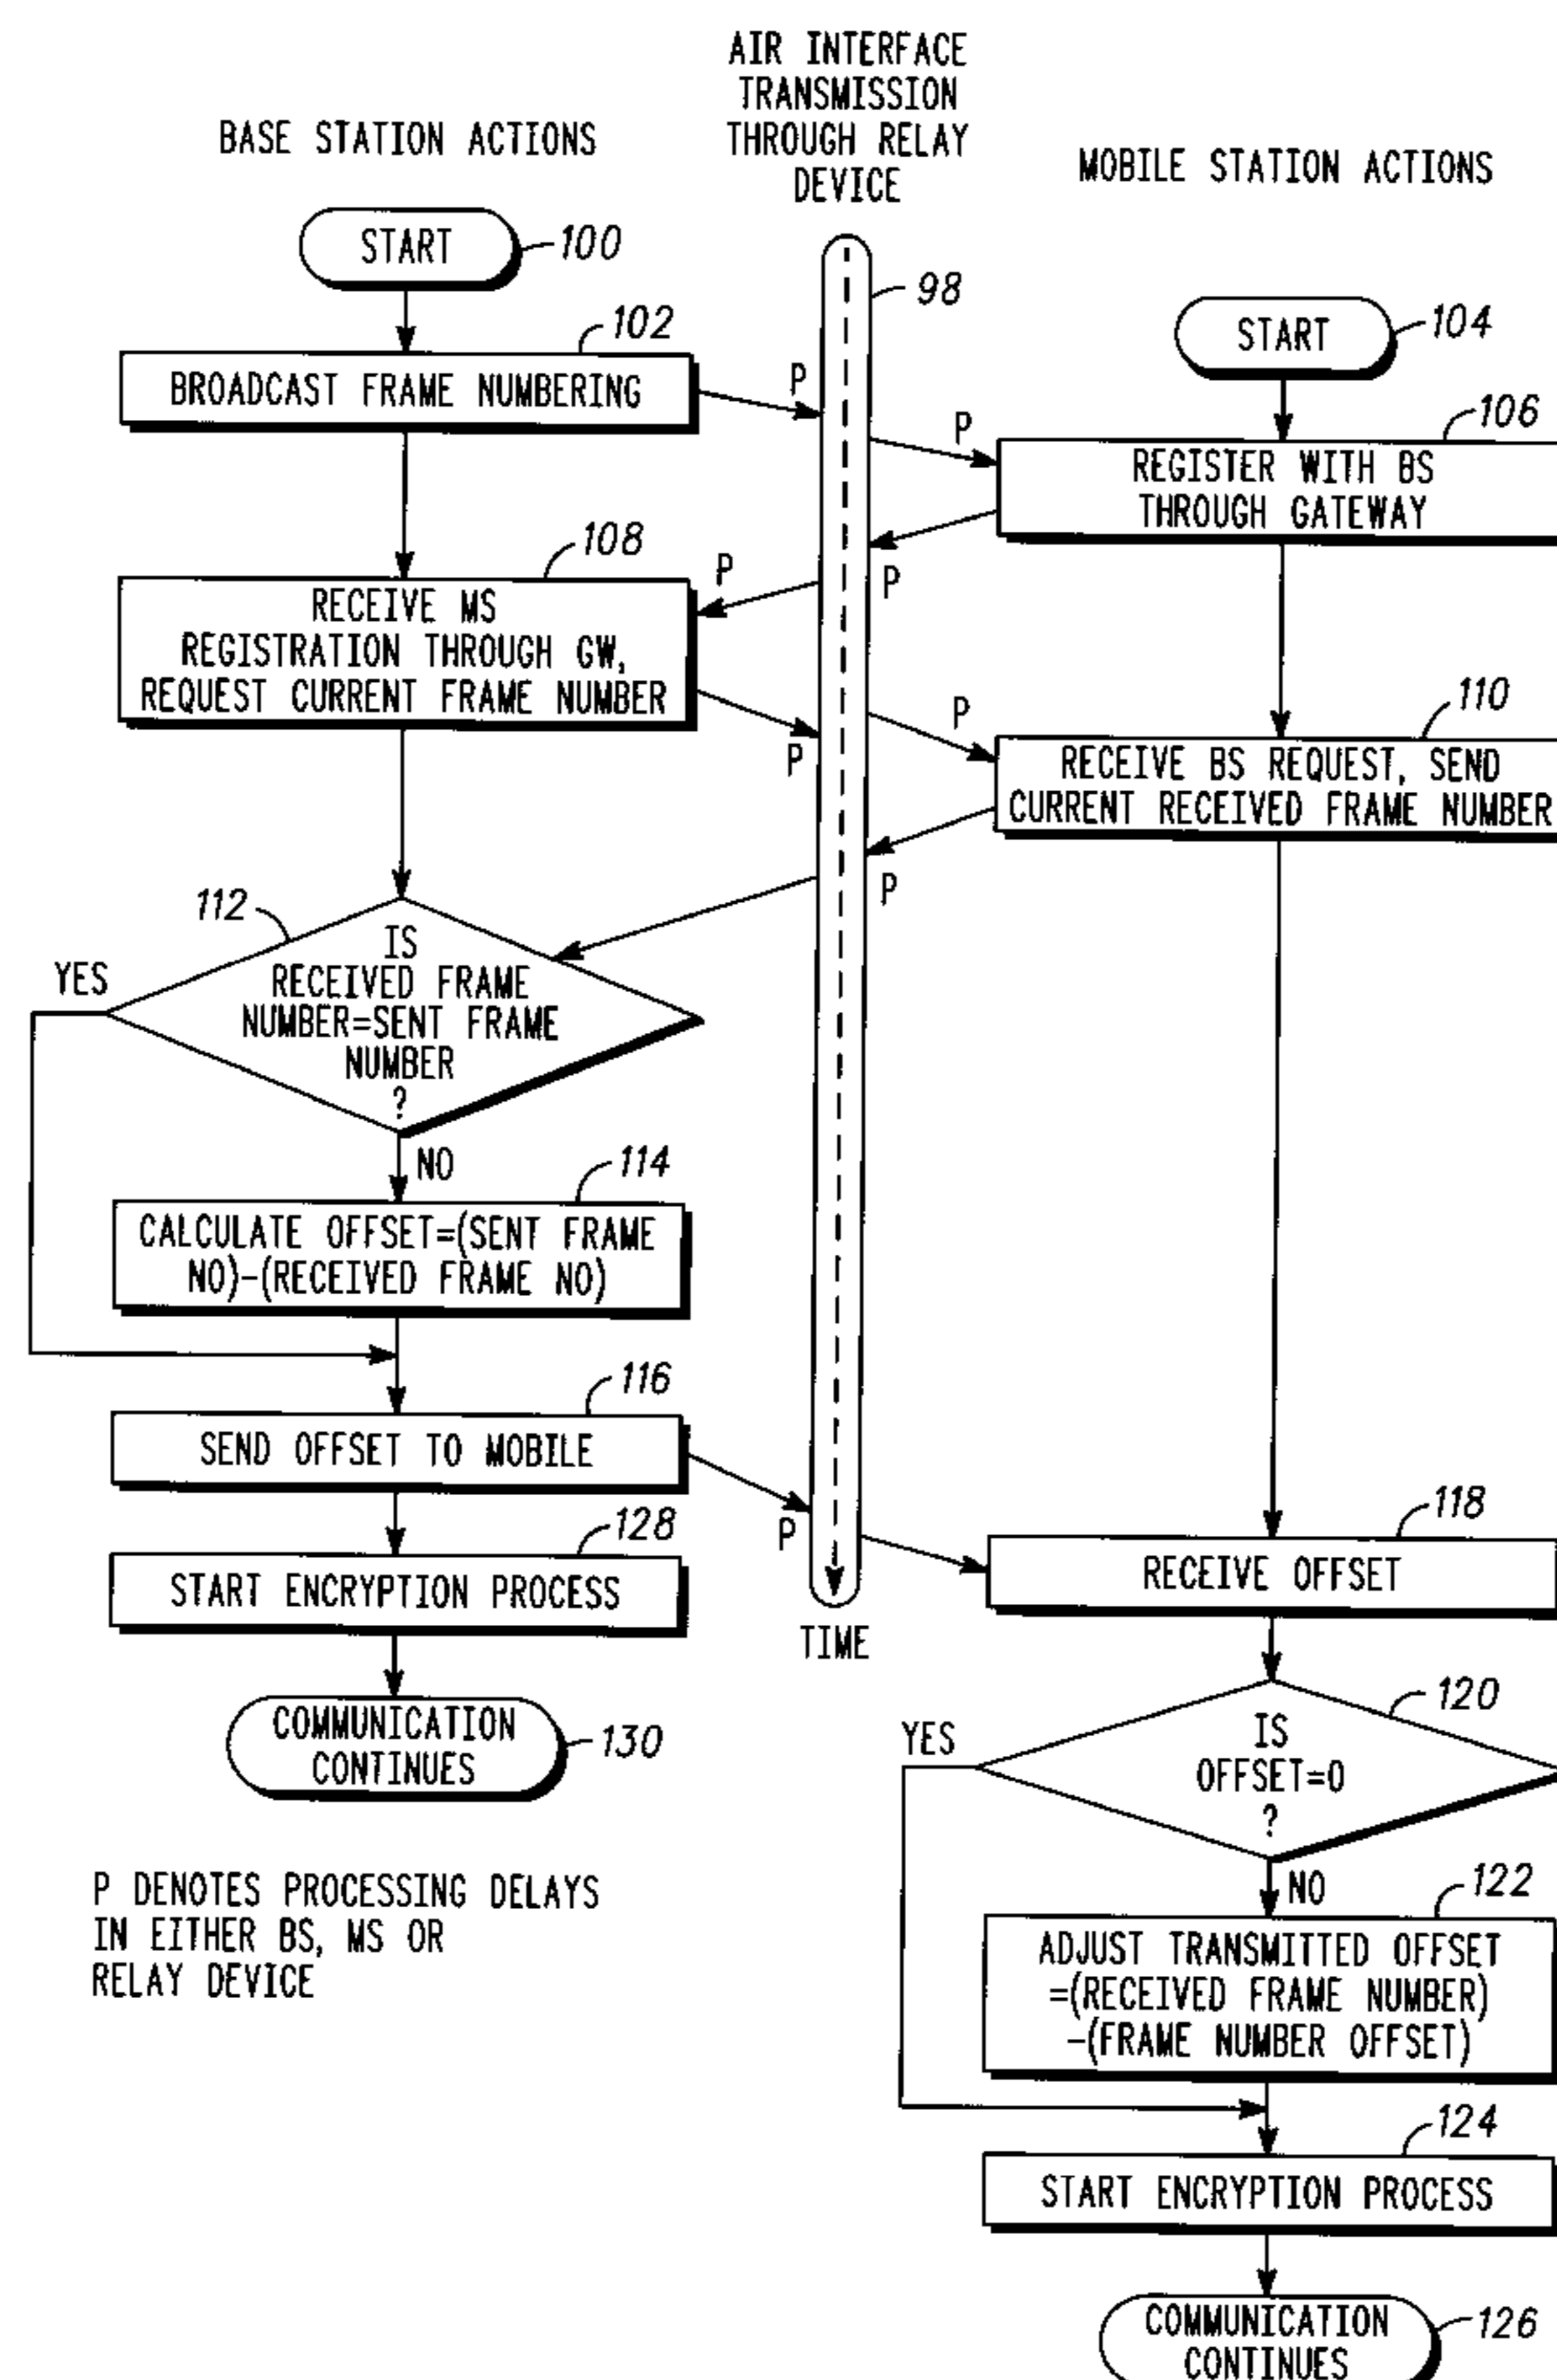 AIR INTERFACE
TRANSMISSION
THROUGH RELAY
DEVICE
BASE STATION ACTIONS
MOBILE STATION ACTIONS
START
100
98
START
104
102
BROADCAST FRAME NUMBERING
P
P
106
REGISTER WITH BS
THROUGH GATEWAY
108
P
P
RECEIVE MS
REGISTRATION THROUGH GW,
REQUEST CURRENT FRAME NUMBER
P
P
110
RECEIVE BS REQUEST, SEND
CURRENT RECEIVED FRAME NUMBER
P
112
IS
RECEIVED FRAME
NUMBER=SENT FRAME
NUMBER
?
YES
NO
114
CALCULATE OFFSET=(SENT FRAME
NO)-(RECEIVED FRAME NO)
116
SEND OFFSET TO MOBILE
P
128
START ENCRYPTION PROCESS
118
RECEIVE OFFSET
TIME
COMMUNICATION
CONTINUES
130
120
YES
IS
OFFSET=0
?
NO
P DENOTES PROCESSING DELAYS
IN EITHER BS, MS OR
RELAY DEVICE
122
ADJUST TRANSMITTED OFFSET
=(RECEIVED FRAME NUMBER)
-(FRAME NUMBER OFFSET)
124
START ENCRYPTION PROCESS
COMMUNICATION
CONTINUES
126